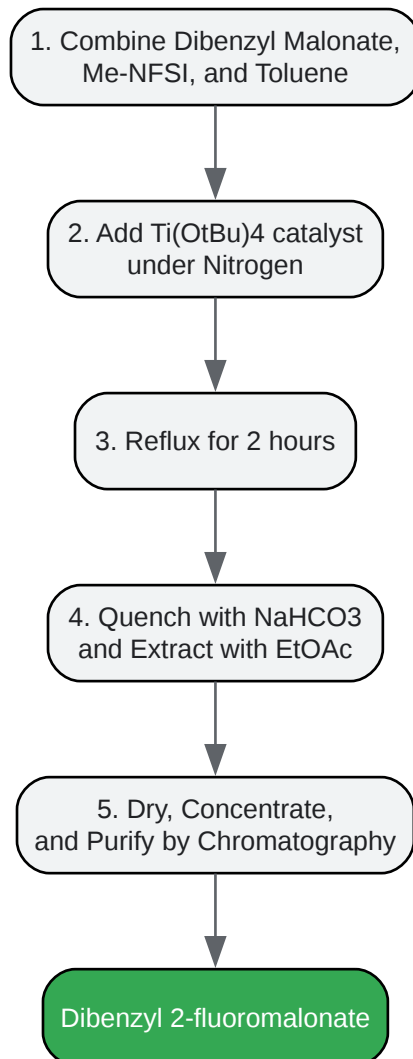 1. Combine Dibenzyl Malonate,
Me-NFSI, and Toluene
2. Add Ti(OtBu)4 catalyst
under Nitrogen
3. Reflux for 2 hours
4. Quench with NaHCO3
and Extract with EtOAc
5. Dry, Concentrate,
and Purify by Chromatography
Dibenzyl 2-fluoromalonate